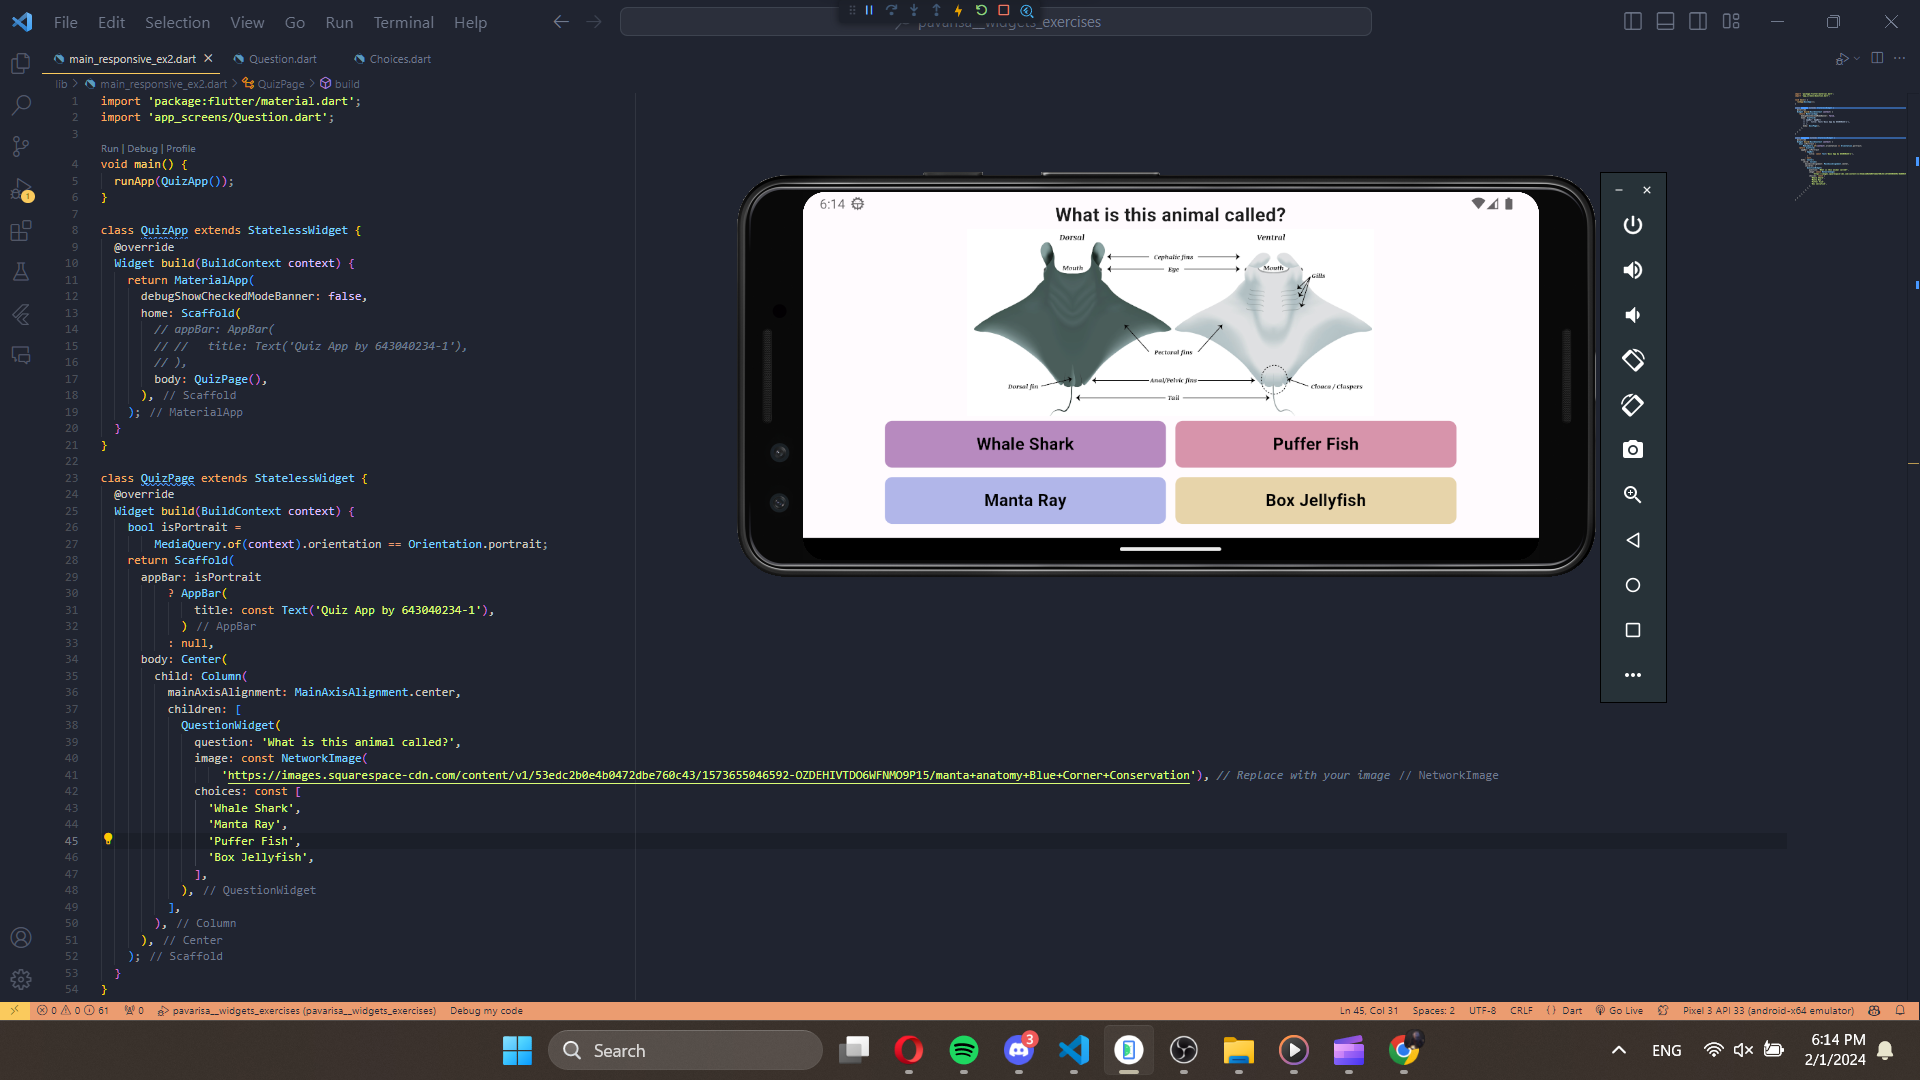 File Edit Selection View Go Run Terminal Help
pavarisa__widgets_exercises
main_responsive_ex2.dart
Question.dart
Choices.dart
lib > main_responsive_ex2.dart > QuizPage > build
1 import 'package:flutter/material.dart';
2 import 'app_screens/Question.dart';
3
Run | Debug | Profile
4 void main() {
5 runApp(QuizApp());
6 }
7
8 class QuizApp extends StatelessWidget {
9 @override
10 Widget build(BuildContext context) {
11 return MaterialApp(
12 debugShowCheckedModeBanner: false,
13 home: Scaffold(
14 // appBar: AppBar(
15 // // title: Text('Quiz App by 643040234-1'),
16 // ),
17 body: QuizPage(),
18 ), // Scaffold
19 ); // MaterialApp
20 }
21 }
22
23 class QuizPage extends StatelessWidget {
24 @override
25 Widget build(BuildContext context) {
26 bool isPortrait =
27 MediaQuery.of(context).orientation == Orientation.portrait;
28 return Scaffold(
29 appBar: isPortrait
30 ? AppBar(
31 title: const Text('Quiz App by 643040234-1'),
32 ) // AppBar
33 : null,
34 body: Center(
35 child: Column(
36 mainAxisAlignment: MainAxisAlignment.center,
37 children: [
38 QuestionWidget(
39 question: 'What is this animal called?',
40 image: const NetworkImage(
41 'https://images.squarespace-cdn.com/content/v1/53edc2b0e4b0472dbe760c43/1573655046592-OZDEHIVTDO6WFNMO9P15/manta+anatomy+Blue+Corner+Conservation'), // Replace with your image // NetworkImage
42 choices: const [
43 'Whale Shark',
44 'Manta Ray',
45 'Puffer Fish',
46 'Box Jellyfish',
47 ],
48 ), // QuestionWidget
49 ],
50 ), // Column
51 ), // Center
52 ); // Scaffold
53 }
54 }
6:14
What is this animal called?
Dorsal Ventral
Cephalic fins
Mouth Eye Mouth
Gills
Pectoral fins
Dorsal fin Anal/Pelvic fins Cloaca / Claspers
Tail
Whale Shark Puffer Fish
Manta Ray Box Jellyfish
1
0 0 61 0 pavarisa__widgets_exercises (pavarisa__widgets_exercises) Debug my code
Ln 45, Col 31 Spaces: 2 UTF-8 CRLF {} Dart Go Live Pixel 3 API 33 (android-x64 emulator)
Search
3
ENG
6:14 PM
2/1/2024